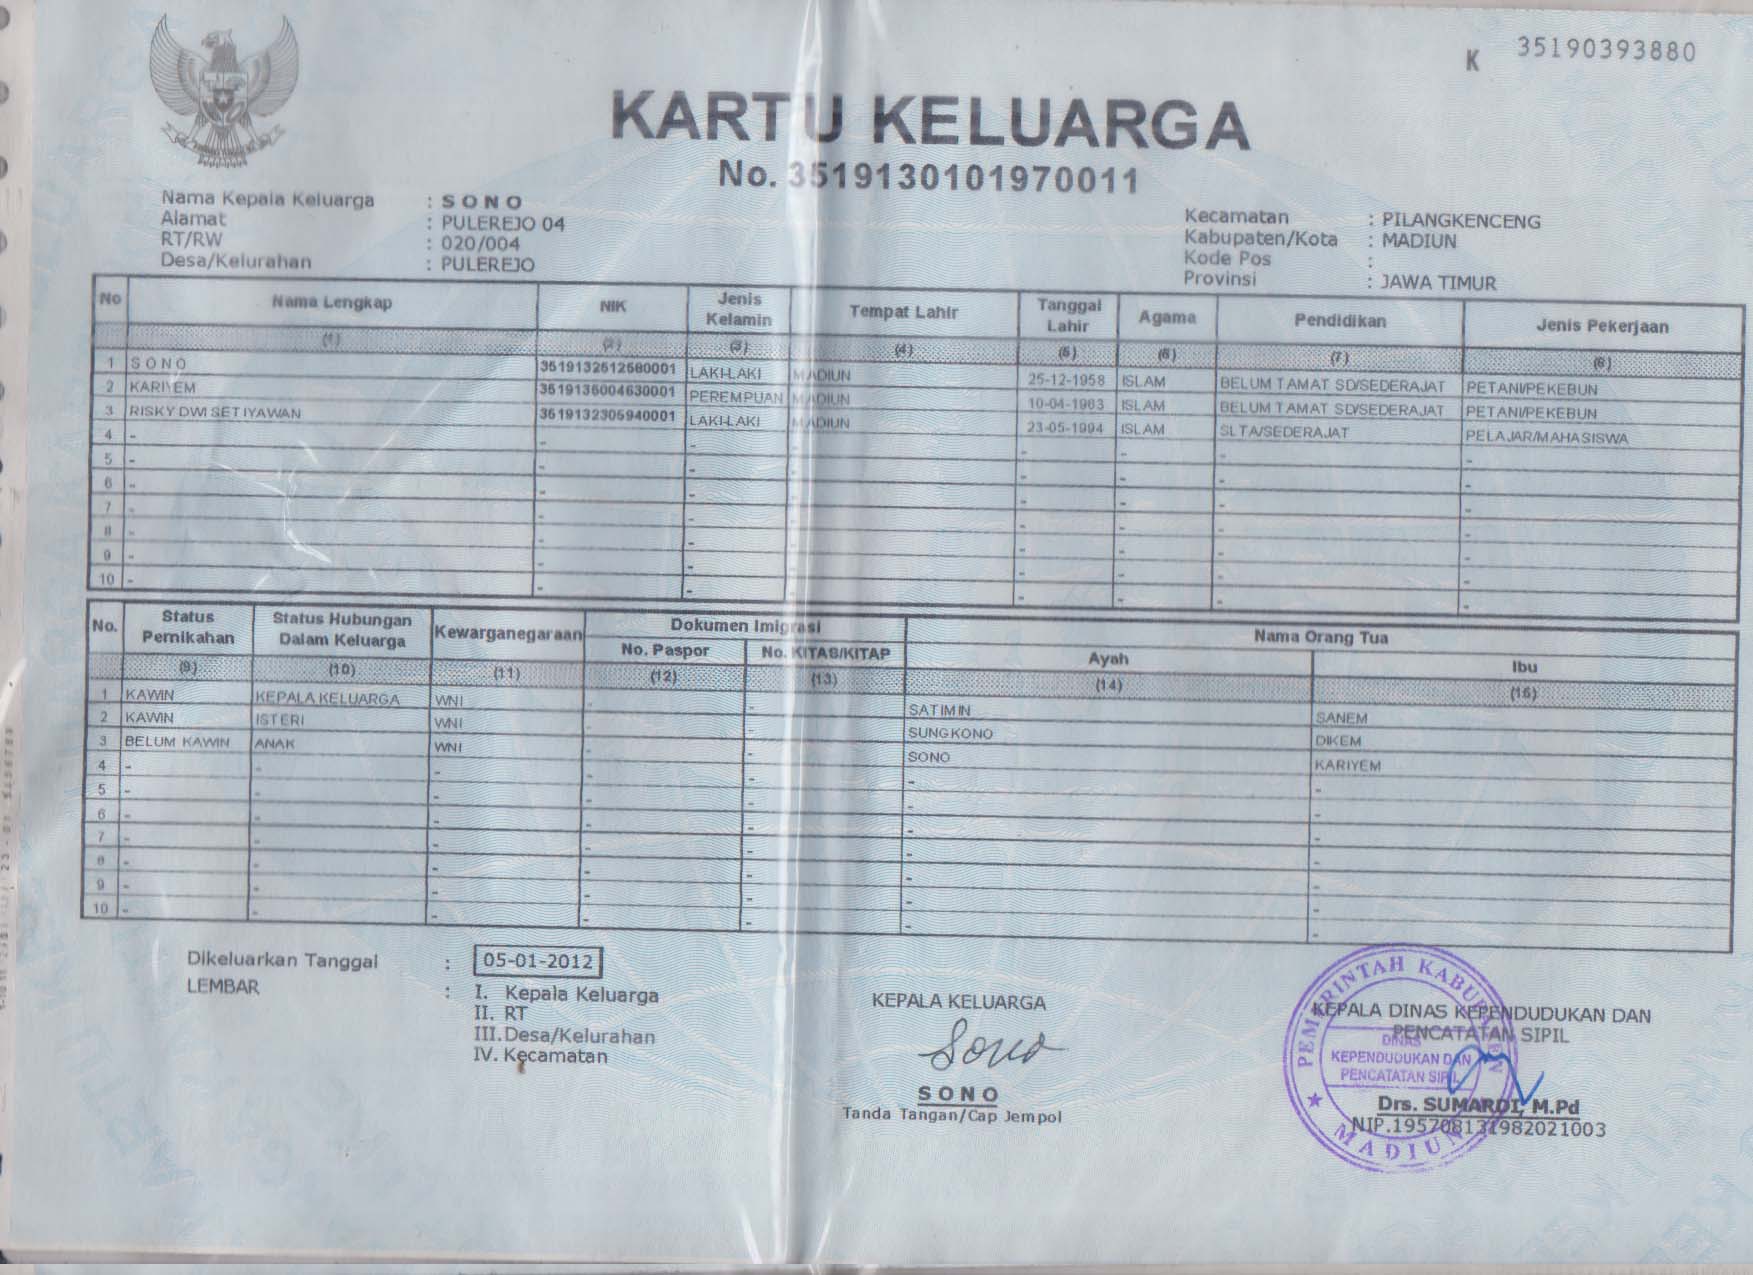 K 35190393880
KARTU KELUARGA
No. 3519130101970011
Nama Kepala Keluarga : S O N O
Alamat : PULEREJO 04
RT/RW : 020/004
Desa/Kelurahan : PULEREJO
Kecamatan : PILANGKENCENG
Kabupaten/Kota : MADIUN
Kode Pos :
Provinsi : JAWA TIMUR
No Nama Lengkap NIK Jenis Kelamin Tempat Lahir Tanggal Lahir Agama Pendidikan Jenis Pekerjaan
(1) (2) (3) (4) (5) (6) (7) (8)
1 S O N O 3519132512580001 LAKI-LAKI MADIUN 25-12-1958 ISLAM BELUM TAMAT SD/SEDERAJAT PETANI/PEKEBUN
2 KARIYEM 3519135004630001 PEREMPUAN MADIUN 10-04-1963 ISLAM BELUM TAMAT SD/SEDERAJAT PETANI/PEKEBUN
3 RISKY DWI SETIYAWAN 3519132305940001 LAKI-LAKI MADIUN 23-05-1994 ISLAM SLTA/SEDERAJAT PELAJAR/MAHASISWA
4 - - - - - - - -
5 - - - - - - - -
6 - - - - - - - -
7 - - - - - - - -
8 - - - - - - - -
9 - - - - - - - -
10 - - - - - - - -
No. Status Pernikahan Status Hubungan Dalam Keluarga Kewarganegaraan Dokumen Imigrasi Nama Orang Tua
No. Paspor No. KITAS/KITAP Ayah Ibu
(9) (10) (11) (12) (13) (14) (15)
1 KAWIN KEPALA KELUARGA WNI - - SATIMIN SANEM
2 KAWIN ISTERI WNI - - SUNGKONO DIKEM
3 BELUM KAWIN ANAK WNI - - SONO KARIYEM
4 - - - - - - -
5 - - - - - - -
6 - - - - - - -
7 - - - - - - -
8 - - - - - - -
9 - - - - - - -
10 - - - - - - -
Dikeluarkan Tanggal : 05-01-2012
LEMBAR : I. Kepala Keluarga
II. RT
III. Desa/Kelurahan
IV. Kecamatan
KEPALA KELUARGA
Sono
S O N O
Tanda Tangan/Cap Jempol
KEPALA DINAS KEPENDUDUKAN DAN
PENCATATAN SIPIL
PEMERINTAH KABUPATEN
DINAS
KEPENDUDUKAN DAN
PENCATATAN SIPIL
MADIUN
Drs. SUMARDI, M.Pd
NIP.195708131982021003